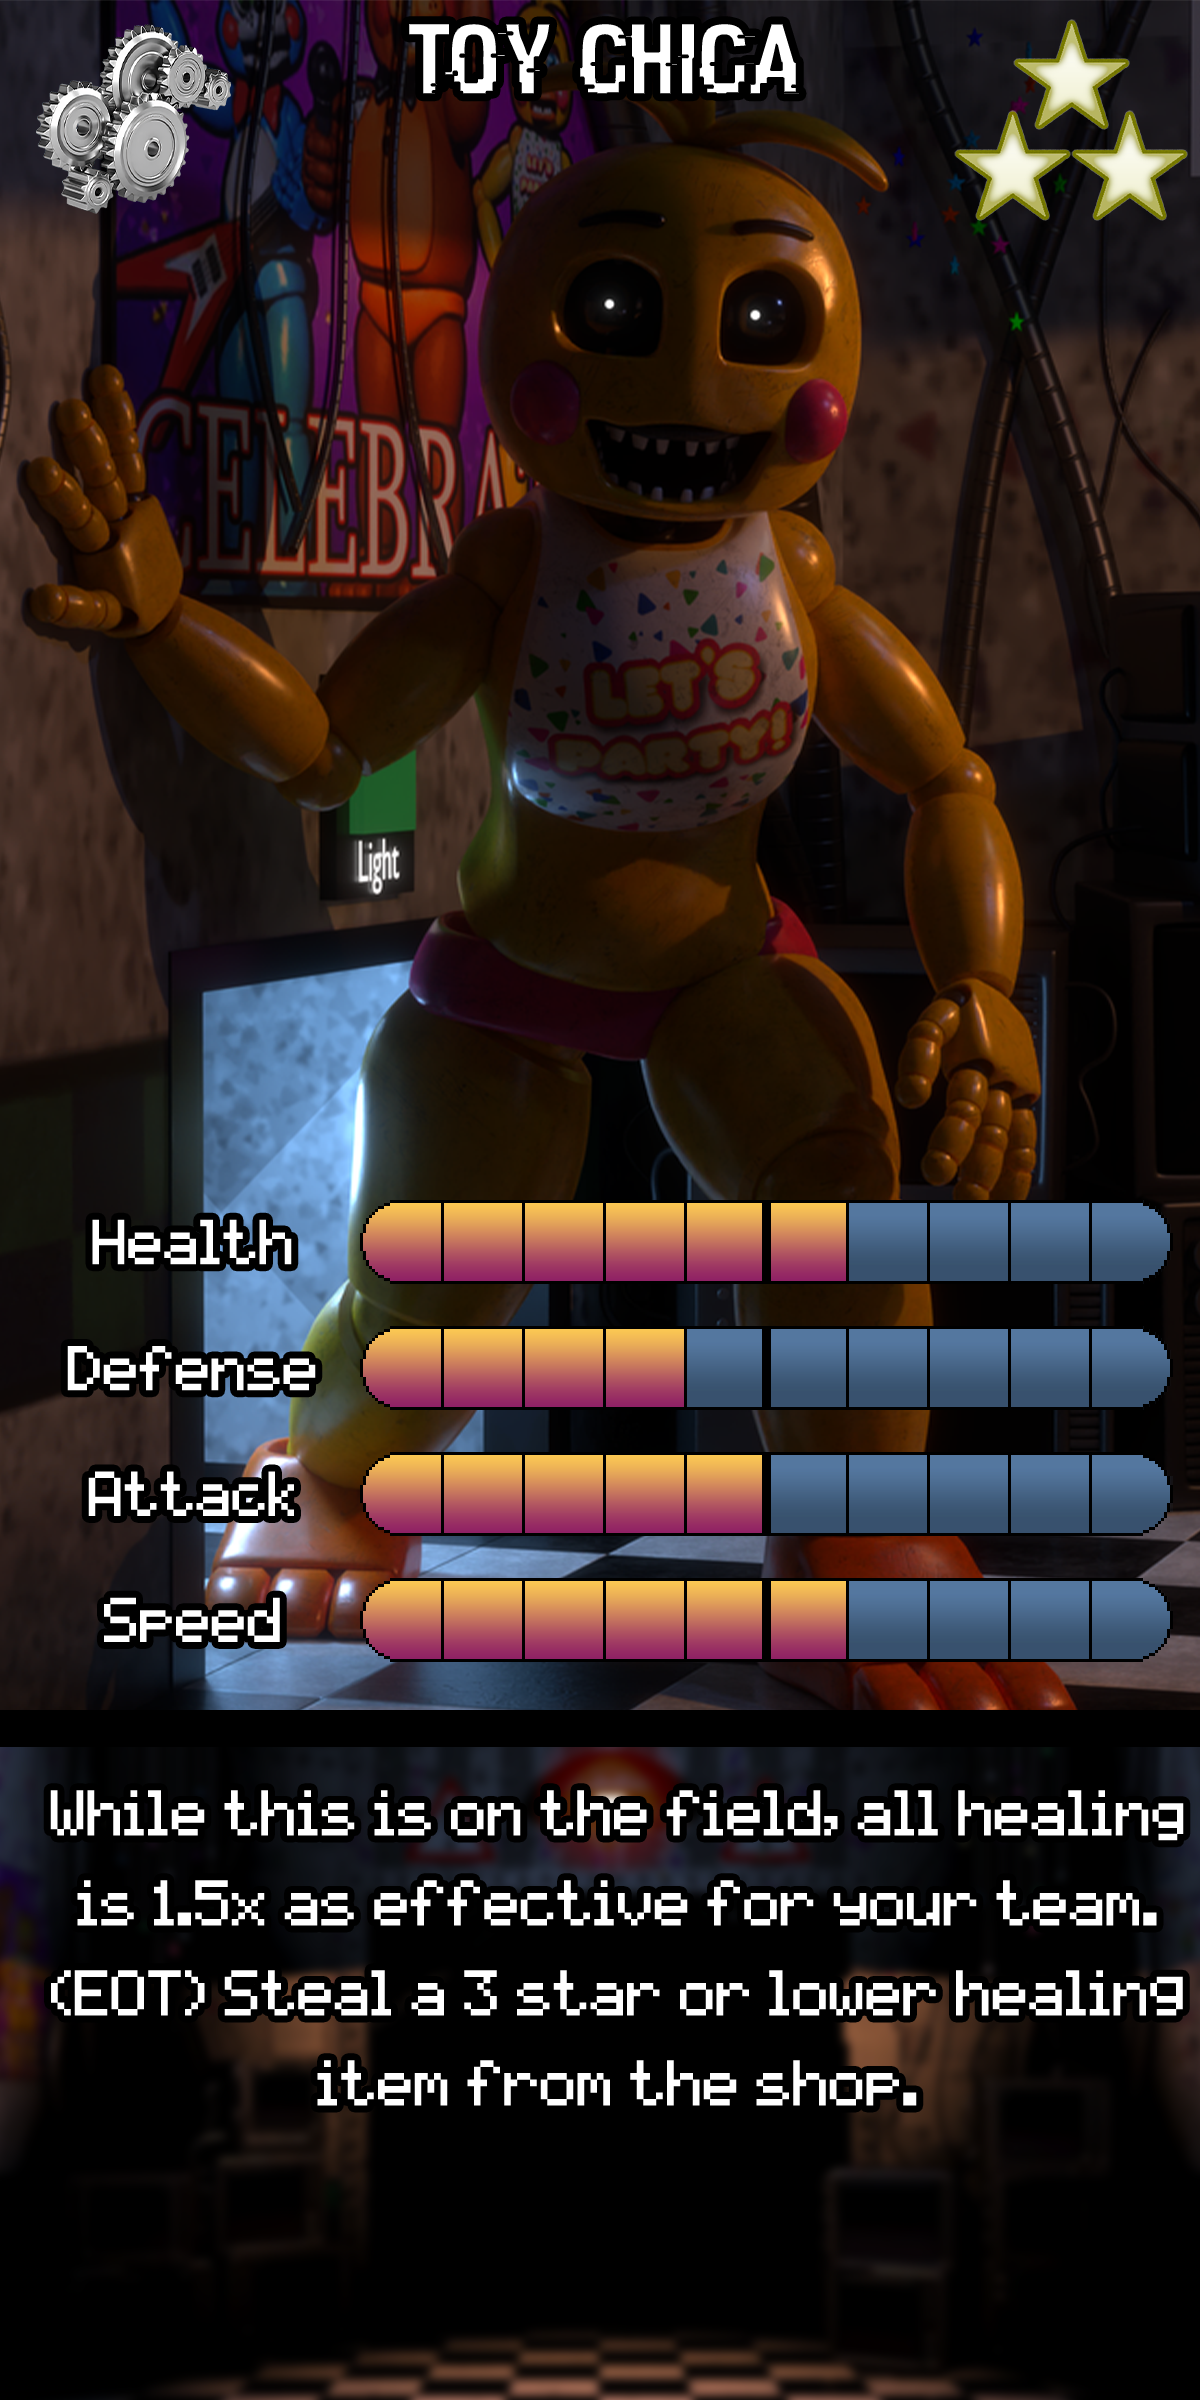 TOY CHICA
CELEBRA
LET'S
PARTY!
Light
Health
Defense
Attack
Speed
While this is on the field, all healing
is 1.5x as effective for your team.
(EOT) Steal a 3 star or lower healing
item from the shop.